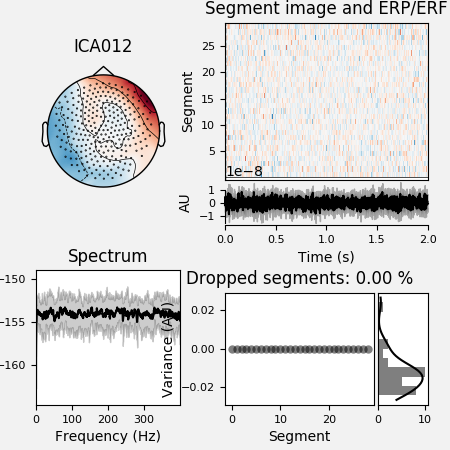 Segment image and ERP/ERF
ICA012
Segment
25
20
15
10
5
1e−8
AU
1
0
−1
0.0 0.5 1.0 1.5 2.0
Time (s)
Spectrum
Dropped segments: 0.00 %
−150
−155
−160
0 100 200 300
Frequency (Hz)
Variance (AU)
0.02
0.00
−0.02
0 10 20
Segment
0 10